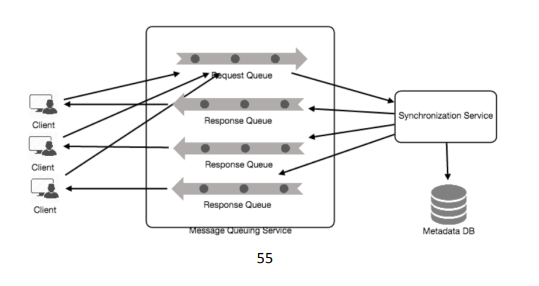 Request Queue
Client
Response Queue
Synchronization Service
Client
Response Queue
Client
Response Queue
Message Queuing Service
Metadata DB
55